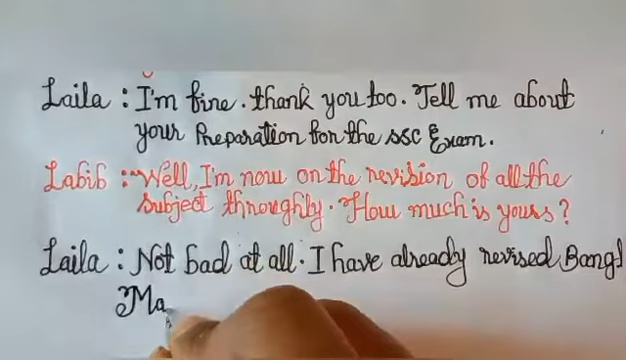 Laila : I'm fine. thank you too. Tell me about
your Preparation for the SSC Exam.
Labib : Well, I'm now on the revision of all the
subject throughly. How much is yours?
Laila : Not bad at all. I have already revised, Bangl
Ma